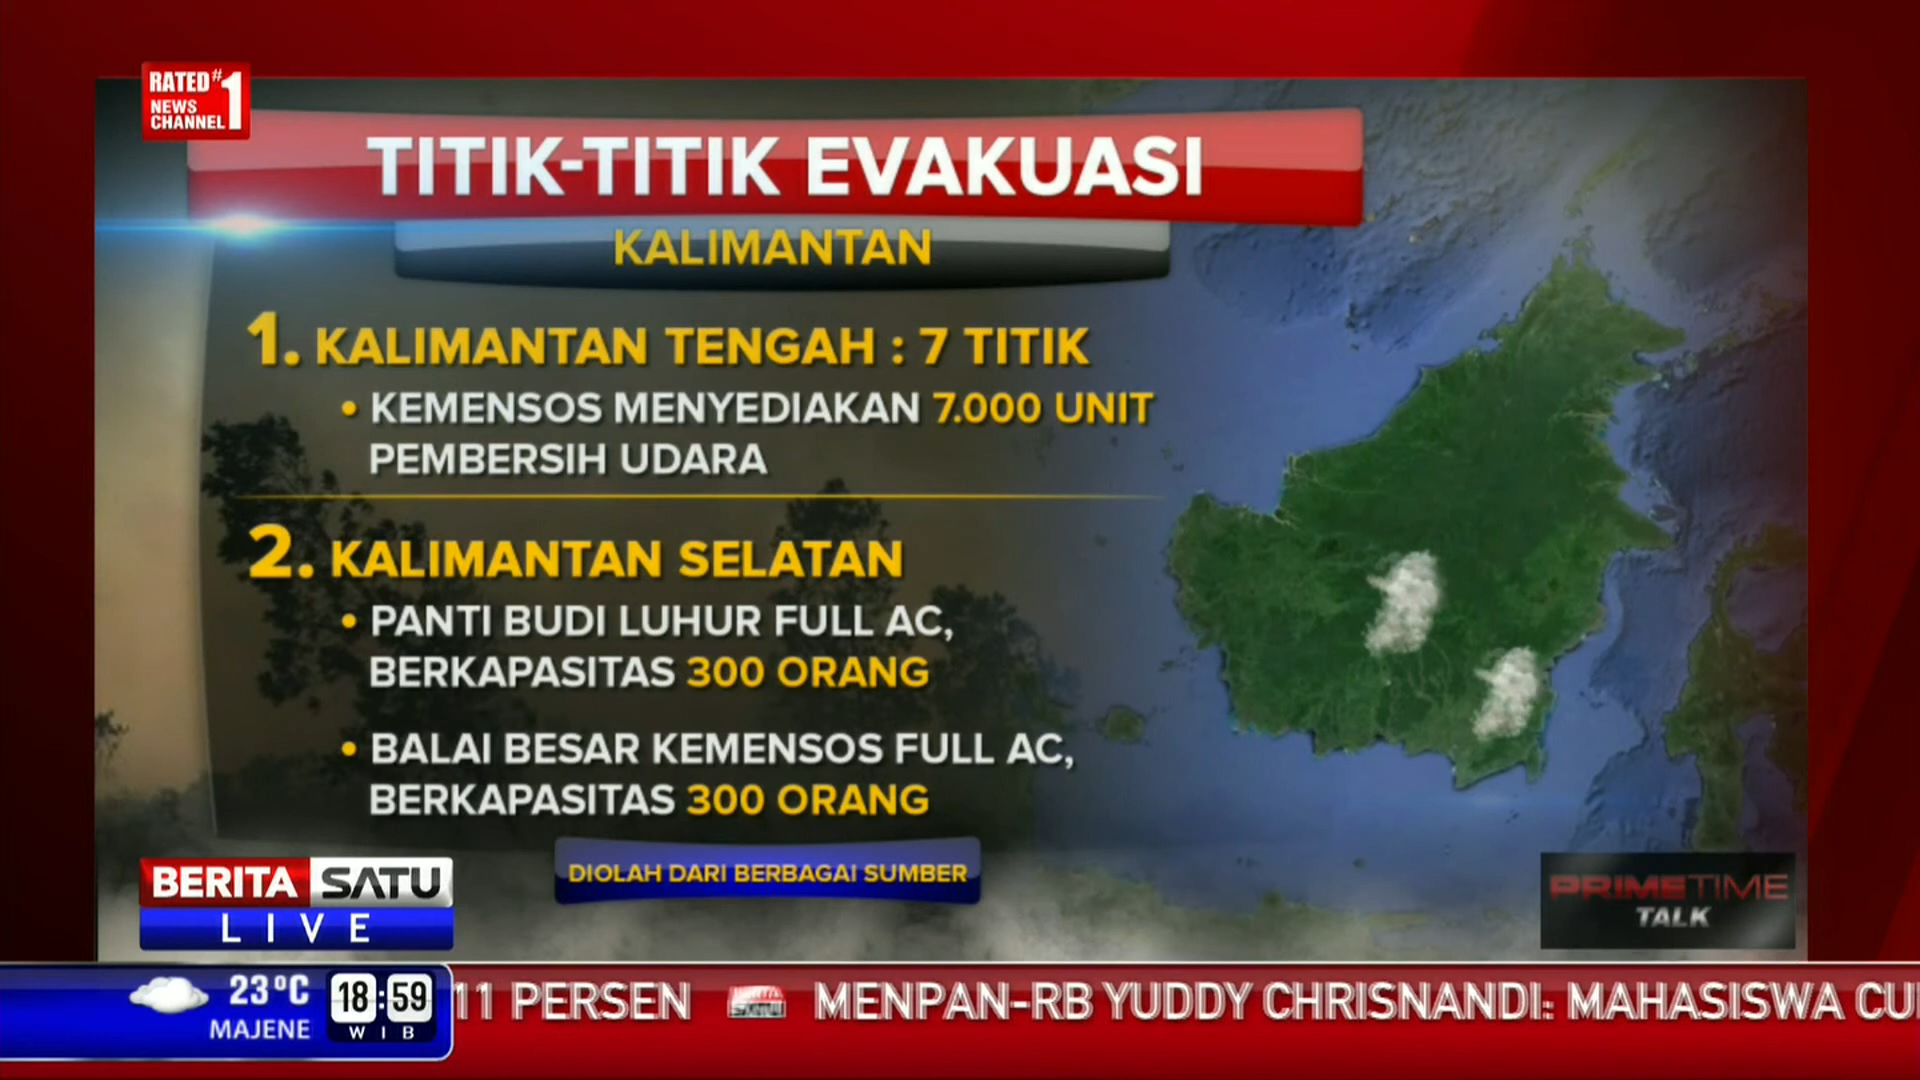 RATED #1
NEWS
CHANNEL
TITIK-TITIK EVAKUASI
KALIMANTAN
1. KALIMANTAN TENGAH : 7 TITIK
• KEMENSOS MENYEDIAKAN 7.000 UNIT
PEMBERSIH UDARA
2. KALIMANTAN SELATAN
• PANTI BUDI LUHUR FULL AC,
BERKAPASITAS 300 ORANG
• BALAI BESAR KEMENSOS FULL AC,
BERKAPASITAS 300 ORANG
DIOLAH DARI BERBAGAI SUMBER
BERITA SATU
LIVE
PRIMETIME
TALK
23°C
MAJENE
18:59
WIB
11 PERSEN MENPAN-RB YUDDY CHRISNANDI: MAHASISWA